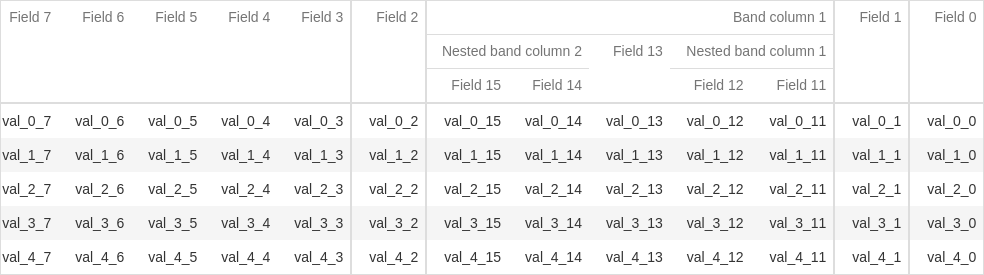 Field 7 Field 6 Field 5 Field 4 Field 3 Field 2 Band column 1 Field 1 Field 0
Nested band column 2 Field 13 Nested band column 1
Field 15 Field 14 Field 12 Field 11
val_0_7 val_0_6 val_0_5 val_0_4 val_0_3 val_0_2 val_0_15 val_0_14 val_0_13 val_0_12 val_0_11 val_0_1 val_0_0
val_1_7 val_1_6 val_1_5 val_1_4 val_1_3 val_1_2 val_1_15 val_1_14 val_1_13 val_1_12 val_1_11 val_1_1 val_1_0
val_2_7 val_2_6 val_2_5 val_2_4 val_2_3 val_2_2 val_2_15 val_2_14 val_2_13 val_2_12 val_2_11 val_2_1 val_2_0
val_3_7 val_3_6 val_3_5 val_3_4 val_3_3 val_3_2 val_3_15 val_3_14 val_3_13 val_3_12 val_3_11 val_3_1 val_3_0
val_4_7 val_4_6 val_4_5 val_4_4 val_4_3 val_4_2 val_4_15 val_4_14 val_4_13 val_4_12 val_4_11 val_4_1 val_4_0